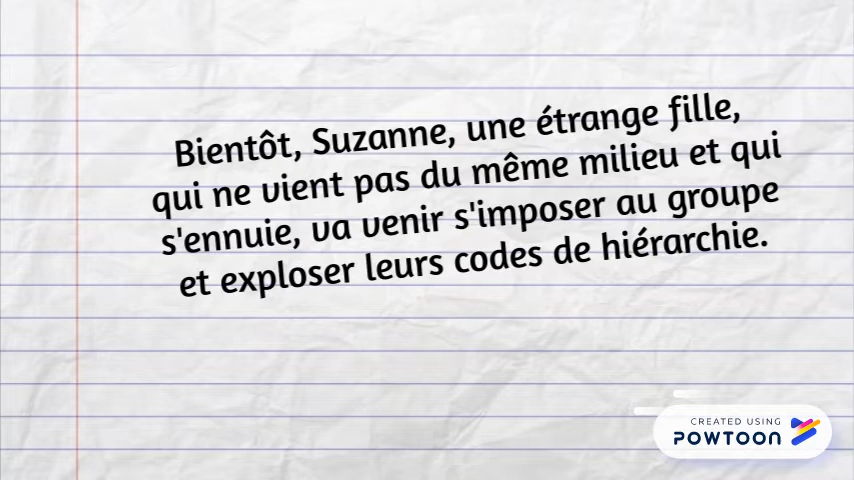 Bientôt, Suzanne, une étrange fille,
qui ne vient pas du même milieu et qui
s'ennuie, va venir s'imposer au groupe
et exploser leurs codes de hiérarchie.
CREATED USING
POWTOON